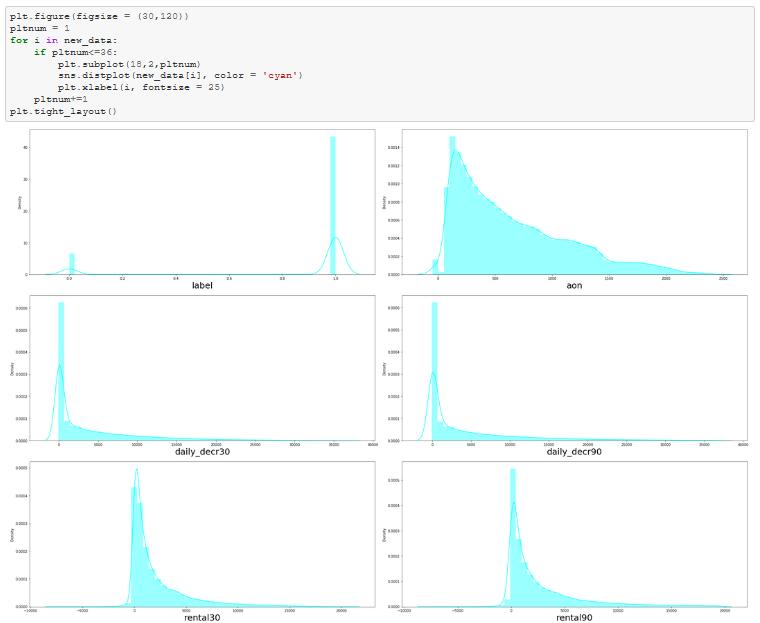 plt.figure(figsize = (30,120))
pltnum = 1
for i in new_data:
    if pltnum<=36:
        plt.subplot(18,2,pltnum)
        sns.distplot(new_data[i], color = 'cyan')
        plt.xlabel(i, fontsize = 25)
    pltnum+=1
plt.tight_layout()
Density
40
30
20
10
0
0.0 0.2 0.4 0.6 0.8 1.0
label
Density
0.0014
0.0012
0.0010
0.0008
0.0006
0.0004
0.0002
0.0000
0 500 1000 1500 2000 2500
aon
Density
0.0006
0.0005
0.0004
0.0003
0.0002
0.0001
0.0000
0 5000 10000 15000 20000 25000 30000 35000 40000
daily_decr30
Density
0.0006
0.0005
0.0004
0.0003
0.0002
0.0001
0.0000
0 5000 10000 15000 20000 25000 30000 35000 40000
daily_decr90
Density
0.0005
0.0004
0.0003
0.0002
0.0001
0.0000
-10000 -5000 0 5000 10000 15000 20000
rental30
Density
0.0005
0.0004
0.0003
0.0002
0.0001
0.0000
-10000 -5000 0 5000 10000 15000 20000
rental90